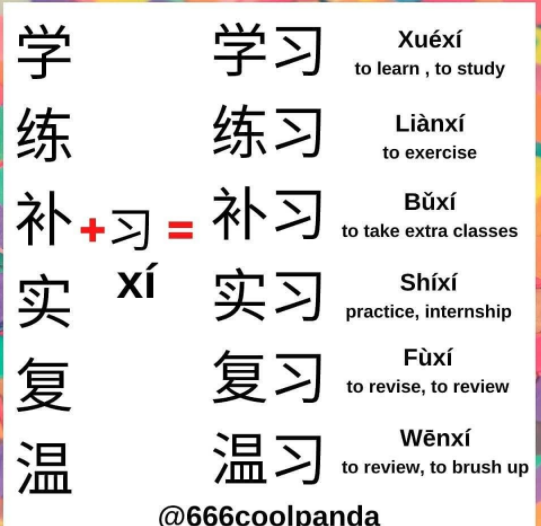 学 学习 Xuéxí
to learn , to study
练 练习 Liànxí
to exercise
补 + 习 = 补习 Bǔxí
to take extra classes
xí
实 实习 Shíxí
practice, internship
复 复习 Fùxí
to revise, to review
温 温习 Wēnxí
to review, to brush up
@666coolpanda